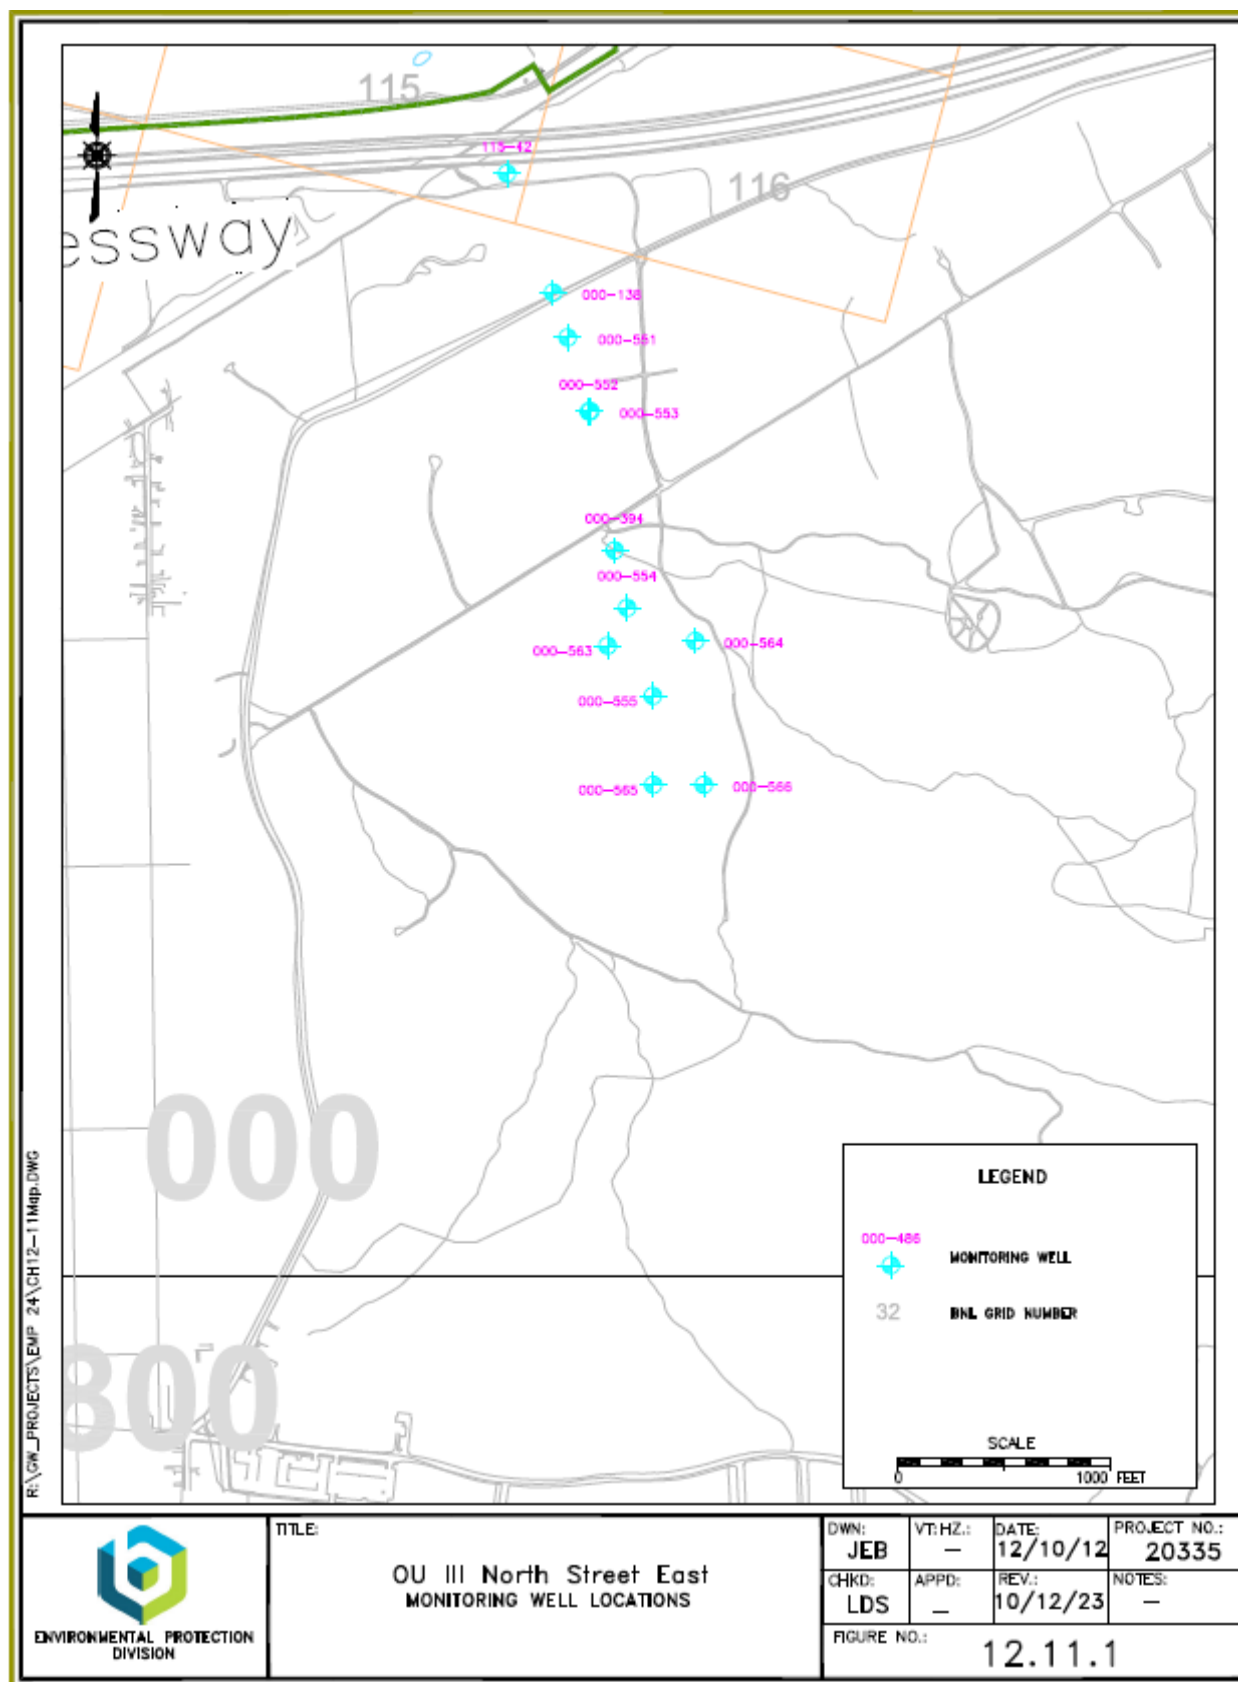 115
115-42
116
essway
000-138
000-551
000-552
000-553
000-394
000-554
000-563
000-564
000-555
000-565
000-566
000
800
LEGEND
000-486
MONITORING WELL
32
BNL GRID NUMBER
SCALE
0
1000 FEET
R:\GW_PROJECTS\EMP 24\CH12-11Map.DWG
ENVIRONMENTAL PROTECTION
DIVISION
TITLE:
OU III North Street East
MONITORING WELL LOCATIONS
DWN:
JEB
VT:HZ.:
—
DATE:
12/10/12
PROJECT NO.:
20335
CHKD:
LDS
APPD:
—
REV.:
10/12/23
NOTES:
—
FIGURE NO.:
12.11.1